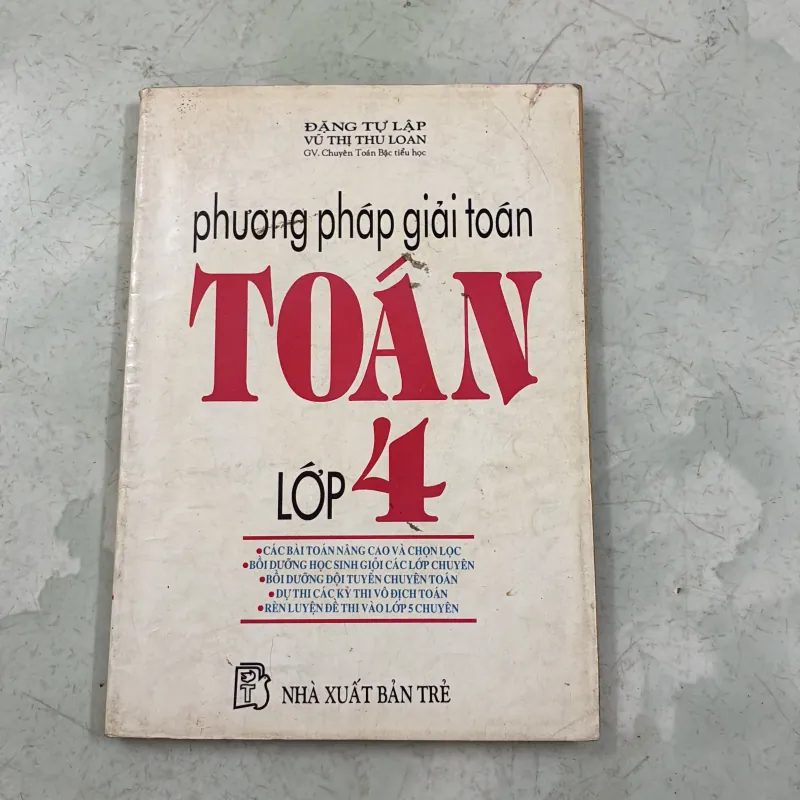 ĐẶNG TỰ LẬP
VŨ THỊ THU LOAN
GV. Chuyên Toán Bậc tiểu học
phương pháp giải toán
TOÁN
LỚP 4
• CÁC BÀI TOÁN NÂNG CAO VÀ CHỌN LỌC
• BỒI DƯỠNG HỌC SINH GIỎI CÁC LỚP CHUYÊN
• BỒI DƯỠNG ĐỘI TUYỂN CHUYÊN TOÁN
• DỰ THI CÁC KỲ THI VÔ ĐỊCH TOÁN
• RÈN LUYỆN ĐỀ THI VÀO LỚP 5 CHUYÊN
NHÀ XUẤT BẢN TRẺ